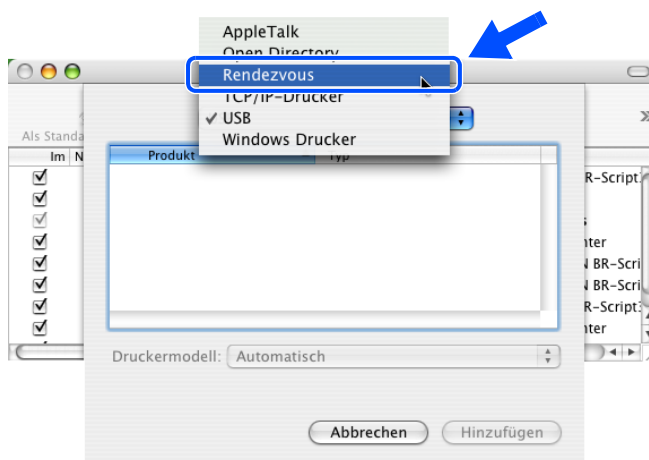 AppleTalk
Open Directory
Rendezvous
TCP/IP-Drucker
✓ USB
Windows Drucker
Als Standa
Im N
Produkt Typ
R-Script
nter
N BR-Scri
N BR-Scri
R-Script
nter
Druckermodell: Automatisch
Abbrechen Hinzufügen